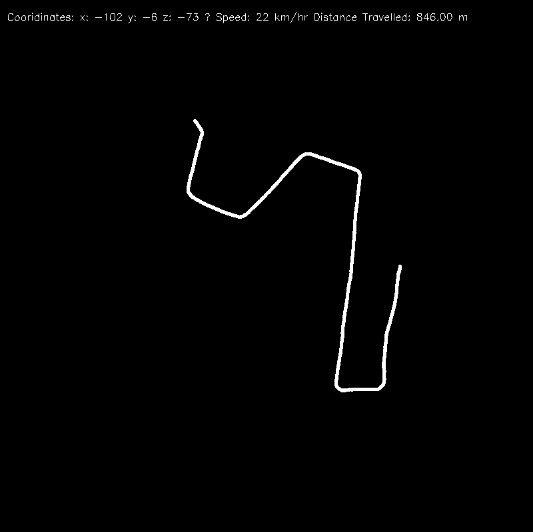 Cooridinates: x: -102 y: -6 z: -73 ? Speed: 22 km/hr Distance Travelled: 846.00 m